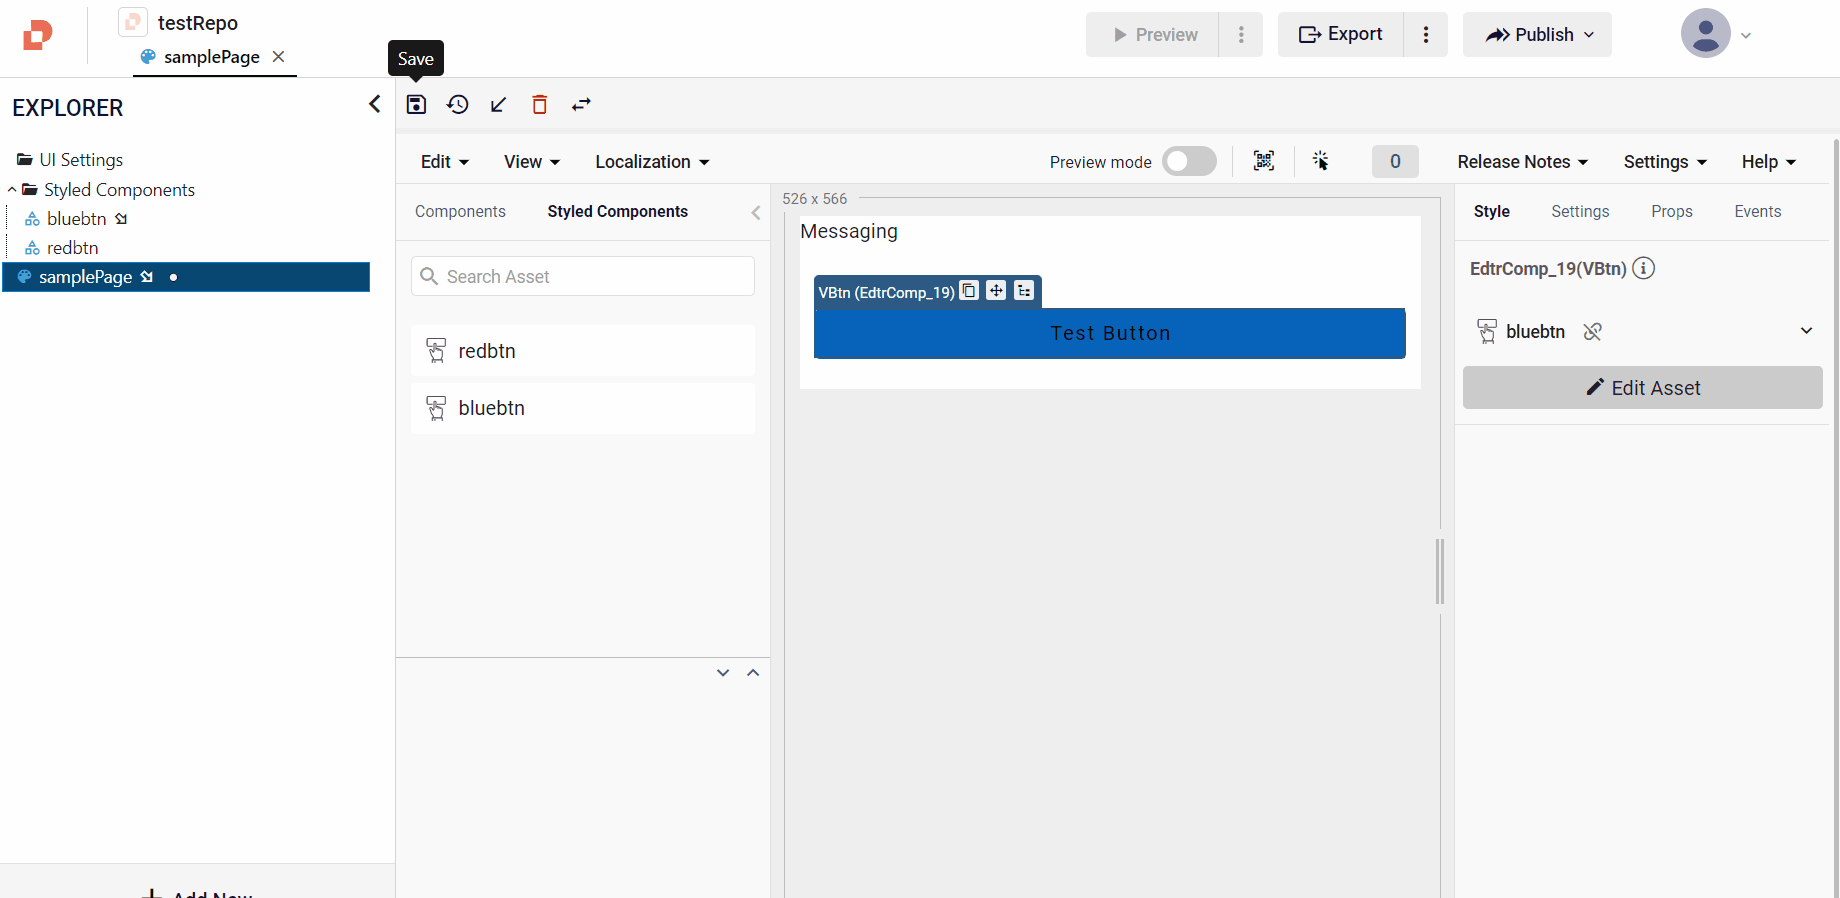 testRepo
samplePage
Save
Preview
Export
Publish
EXPLORER
UI Settings
Styled Components
bluebtn
redbtn
samplePage
Edit
View
Localization
Preview mode
0
Release Notes
Settings
Help
Components
Styled Components
Search Asset
redbtn
bluebtn
526 x 566
Messaging
VBtn (EdtrComp_19)
Test Button
Style
Settings
Props
Events
EdtrComp_19(VBtn)
bluebtn
Edit Asset
Add New